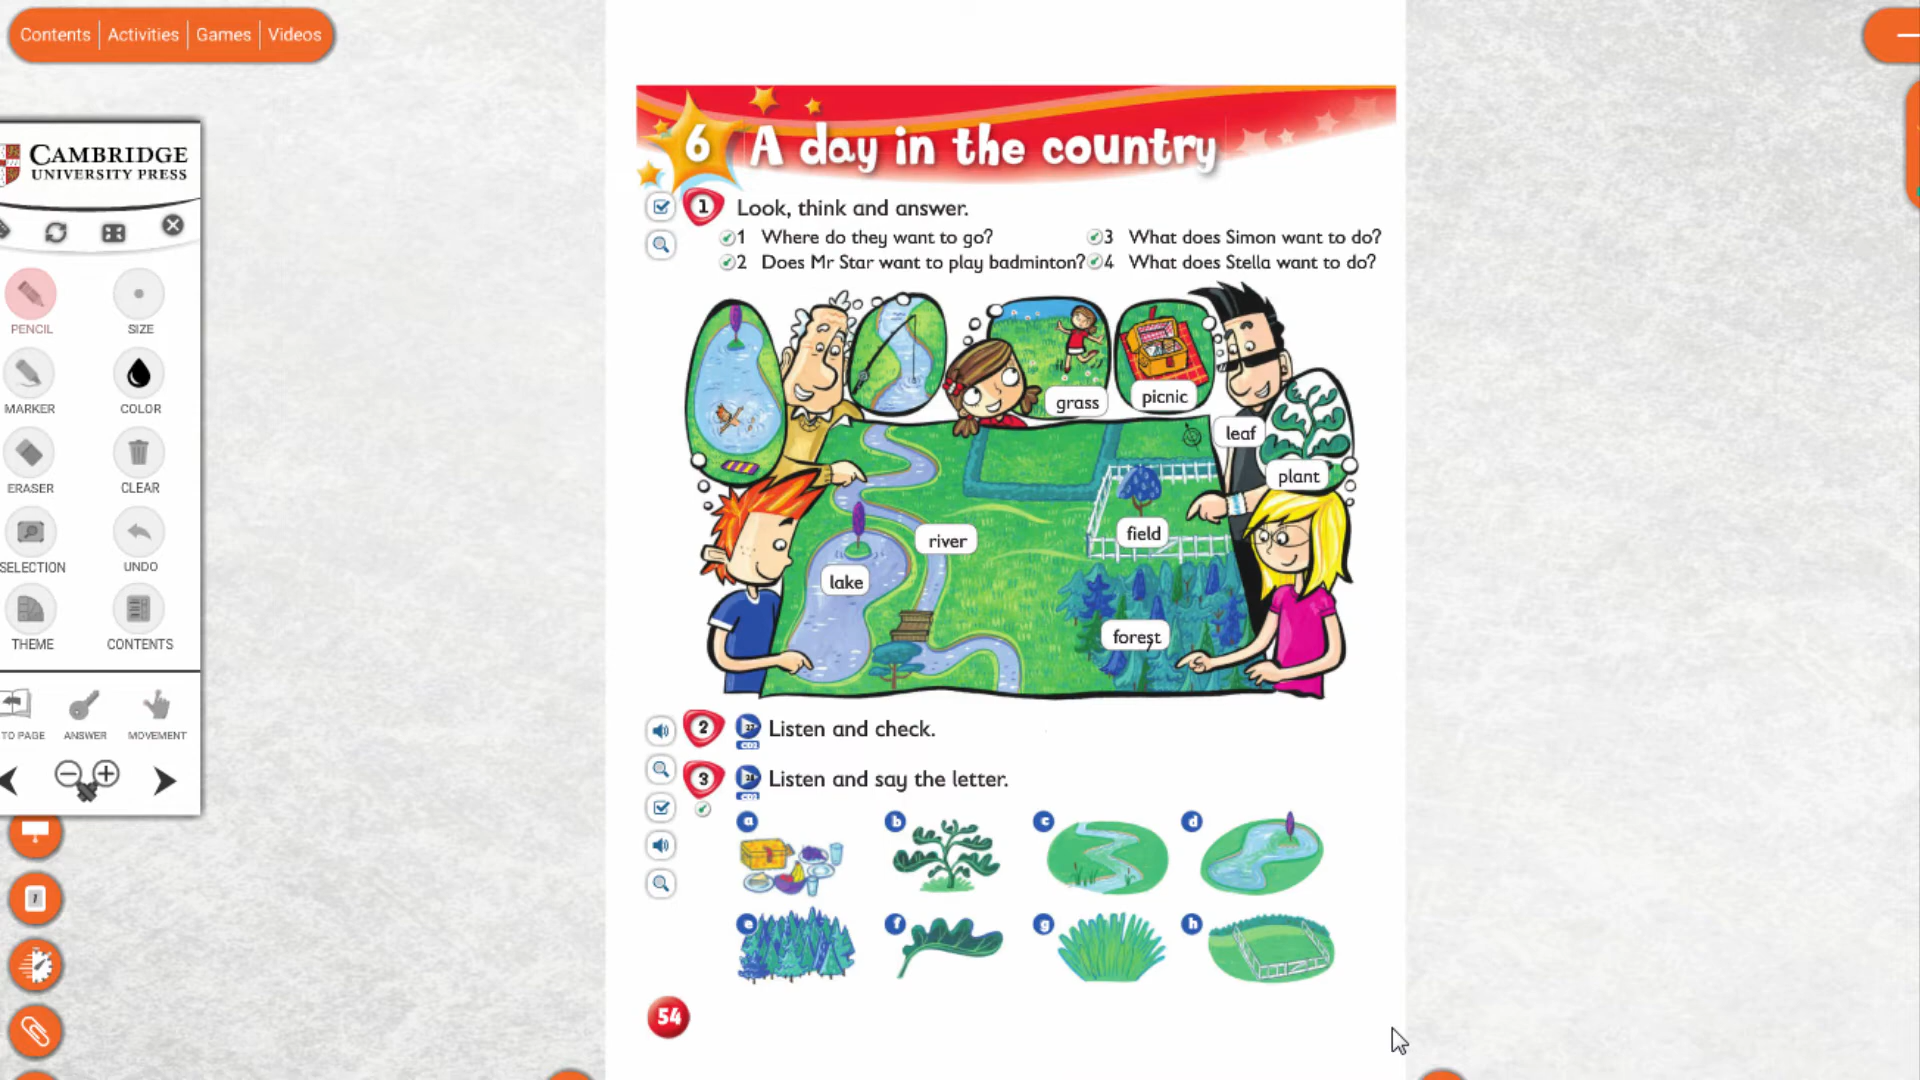 Contents Activities Games Videos
CAMBRIDGE
UNIVERSITY PRESS
PENCIL SIZE
MARKER COLOR
ERASER CLEAR
SELECTION UNDO
THEME CONTENTS
TO PAGE ANSWER MOVEMENT
6 A day in the country
1 Look, think and answer.
1 Where do they want to go?
2 Does Mr Star want to play badminton?
3 What does Simon want to do?
4 What does Stella want to do?
grass
picnic
leaf
plant
river
field
lake
forest
2 Listen and check.
CD2
3 Listen and say the letter.
CD2
a b c d
e f g h
54